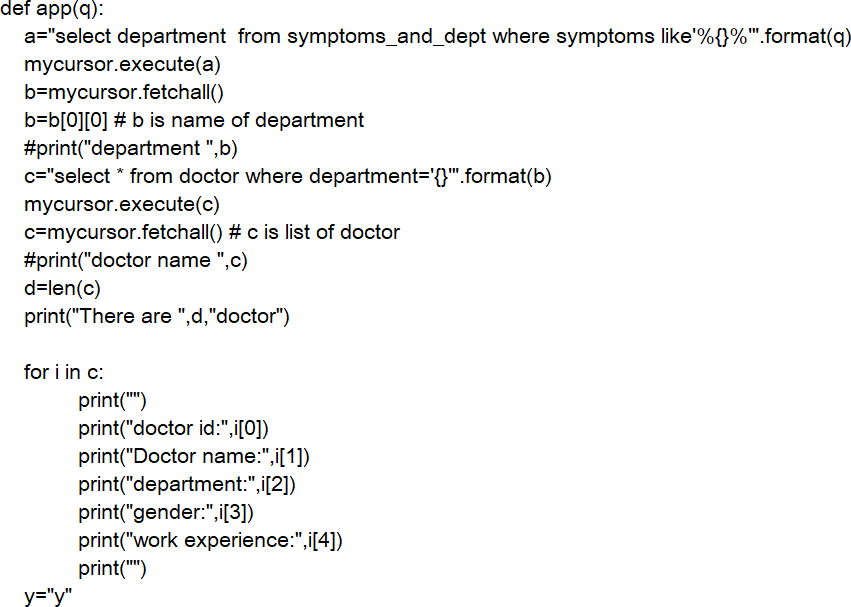 def app(q):
    a="select department  from symptoms_and_dept where symptoms like'%{}%'".format(q)
    mycursor.execute(a)
    b=mycursor.fetchall()
    b=b[0][0] # b is name of department
    #print("department ",b)
    c="select * from doctor where department='{}'".format(b)
    mycursor.execute(c)
    c=mycursor.fetchall() # c is list of doctor
    #print("doctor name ",c)
    d=len(c)
    print("There are ",d,"doctor")

    for i in c:
            print("")
            print("doctor id:",i[0])
            print("Doctor name:",i[1])
            print("department:",i[2])
            print("gender:",i[3])
            print("work experience:",i[4])
            print("")
    y="y"